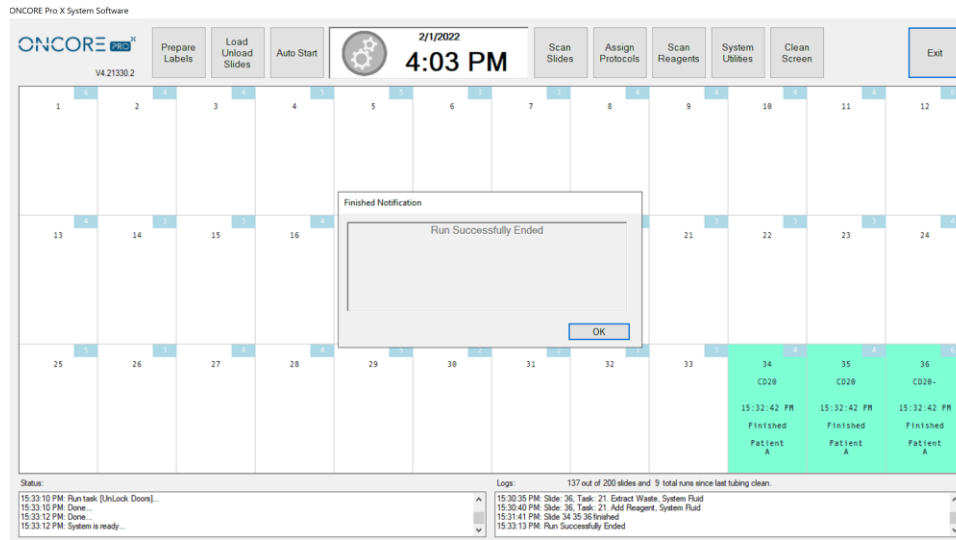 ONCORE Pro X System Software
ONCORE PRO X
V4.21330.2
Prepare Labels
Load Unload Slides
Auto Start
2/1/2022
4:03 PM
Scan Slides
Assign Protocols
Scan Reagents
System Utilities
Clean Screen
Exit
1 2 3 4 5 6 7 8 9 10 11 12
Finished Notification
Run Successfully Ended
OK
13 14 15 16 21 22 23 24
25 26 27 28 29 30 31 32 33 34 35 36
CD20 CD20 CD20-
15:32:42 PM 15:32:42 PM 15:32:42 PM
Finished Finished Finished
Patient Patient Patient
A A A
Status:
15:33:10 PM: Run task [UnLock Doors]...
15:33:10 PM: Done...
15:33:12 PM: Done...
15:33:12 PM: System is ready...
Logs: 137 out of 200 slides and 9 total runs since last tubing clean.
15:30:35 PM: Slide: 36, Task: 21. Extract Waste, System Fluid
15:30:40 PM: Slide: 36, Task: 21. Add Reagent, System Fluid
15:31:41 PM: Slide 34 35 36 finished
15:33:13 PM: Run Successfully Ended